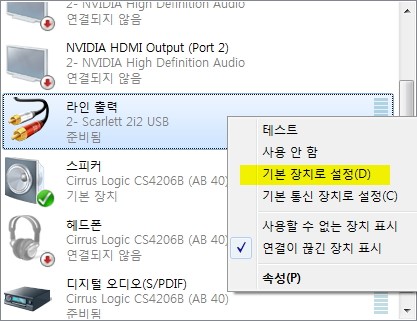 2- NVIDIA High Definition Audio
연결되지 않음
NVIDIA HDMI Output (Port 2)
2- NVIDIA High Definition Audio
연결되지 않음
라인 출력
2- Scarlett 2i2 USB
준비됨
스피커
Cirrus Logic CS4206B (AB 40)
기본 장치
헤드폰
Cirrus Logic CS4206B (AB 40)
연결되지 않음
디지털 오디오(S/PDIF)
Cirrus Logic CS4206B (AB 40)
테스트
사용 안 함
기본 장치로 설정(D)
기본 통신 장치로 설정(C)
사용할 수 없는 장치 표시
연결이 끊긴 장치 표시
속성(P)